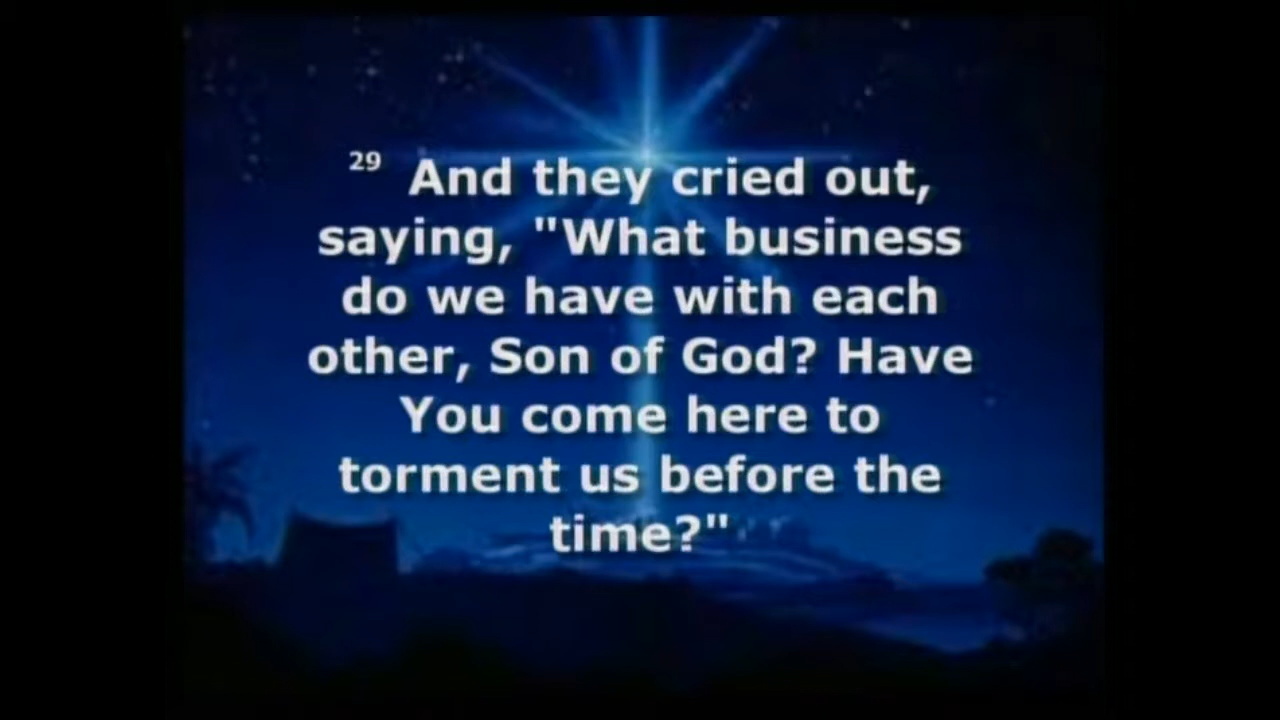 29 And they cried out,
saying, "What business
do we have with each
other, Son of God? Have
You come here to
torment us before the
time?"